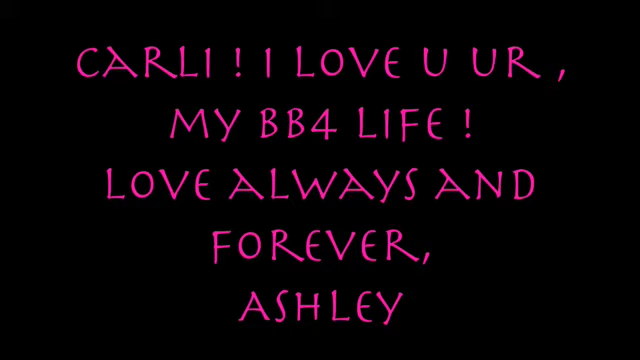 CARLI ! I LOVE U UR ,
MY BB4 LIFE !
LOVE ALWAYS AND
FOREVER,
ASHLEY